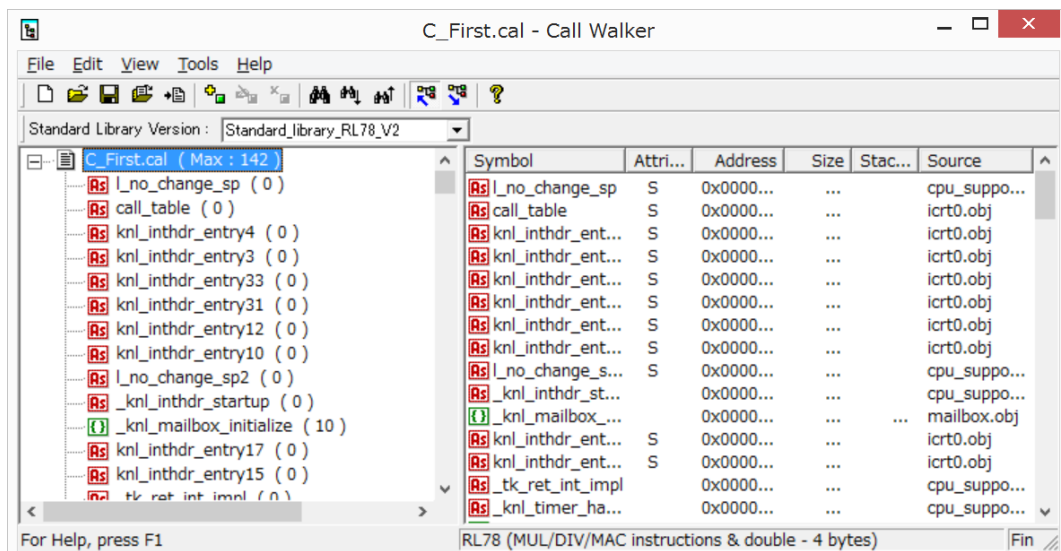 C_First.cal - Call Walker
File Edit View Tools Help
Standard Library Version : Standard_library_RL78_V2
C_First.cal ( Max : 142 )
l_no_change_sp ( 0 )
call_table ( 0 )
knl_inthdr_entry4 ( 0 )
knl_inthdr_entry3 ( 0 )
knl_inthdr_entry33 ( 0 )
knl_inthdr_entry31 ( 0 )
knl_inthdr_entry12 ( 0 )
knl_inthdr_entry10 ( 0 )
l_no_change_sp2 ( 0 )
_knl_inthdr_startup ( 0 )
_knl_mailbox_initialize ( 10 )
knl_inthdr_entry17 ( 0 )
knl_inthdr_entry15 ( 0 )
_tk_ret_int_impl ( 0 )
Symbol Attri... Address Size Stac... Source
l_no_change_sp S 0x0000... ... cpu_suppo...
call_table S 0x0000... ... icrt0.obj
knl_inthdr_ent... S 0x0000... ... icrt0.obj
knl_inthdr_ent... S 0x0000... ... icrt0.obj
knl_inthdr_ent... S 0x0000... ... icrt0.obj
knl_inthdr_ent... S 0x0000... ... icrt0.obj
knl_inthdr_ent... S 0x0000... ... icrt0.obj
knl_inthdr_ent... S 0x0000... ... icrt0.obj
l_no_change_s... S 0x0000... ... cpu_suppo...
_knl_inthdr_st... 0x0000... ... cpu_suppo...
_knl_mailbox_... 0x0000... ... ... mailbox.obj
knl_inthdr_ent... S 0x0000... ... icrt0.obj
knl_inthdr_ent... S 0x0000... ... icrt0.obj
_tk_ret_int_impl 0x0000... ... cpu_suppo...
_knl_timer_ha... 0x0000... ... cpu_suppo...
For Help, press F1 RL78 (MUL/DIV/MAC instructions & double - 4 bytes) Fin